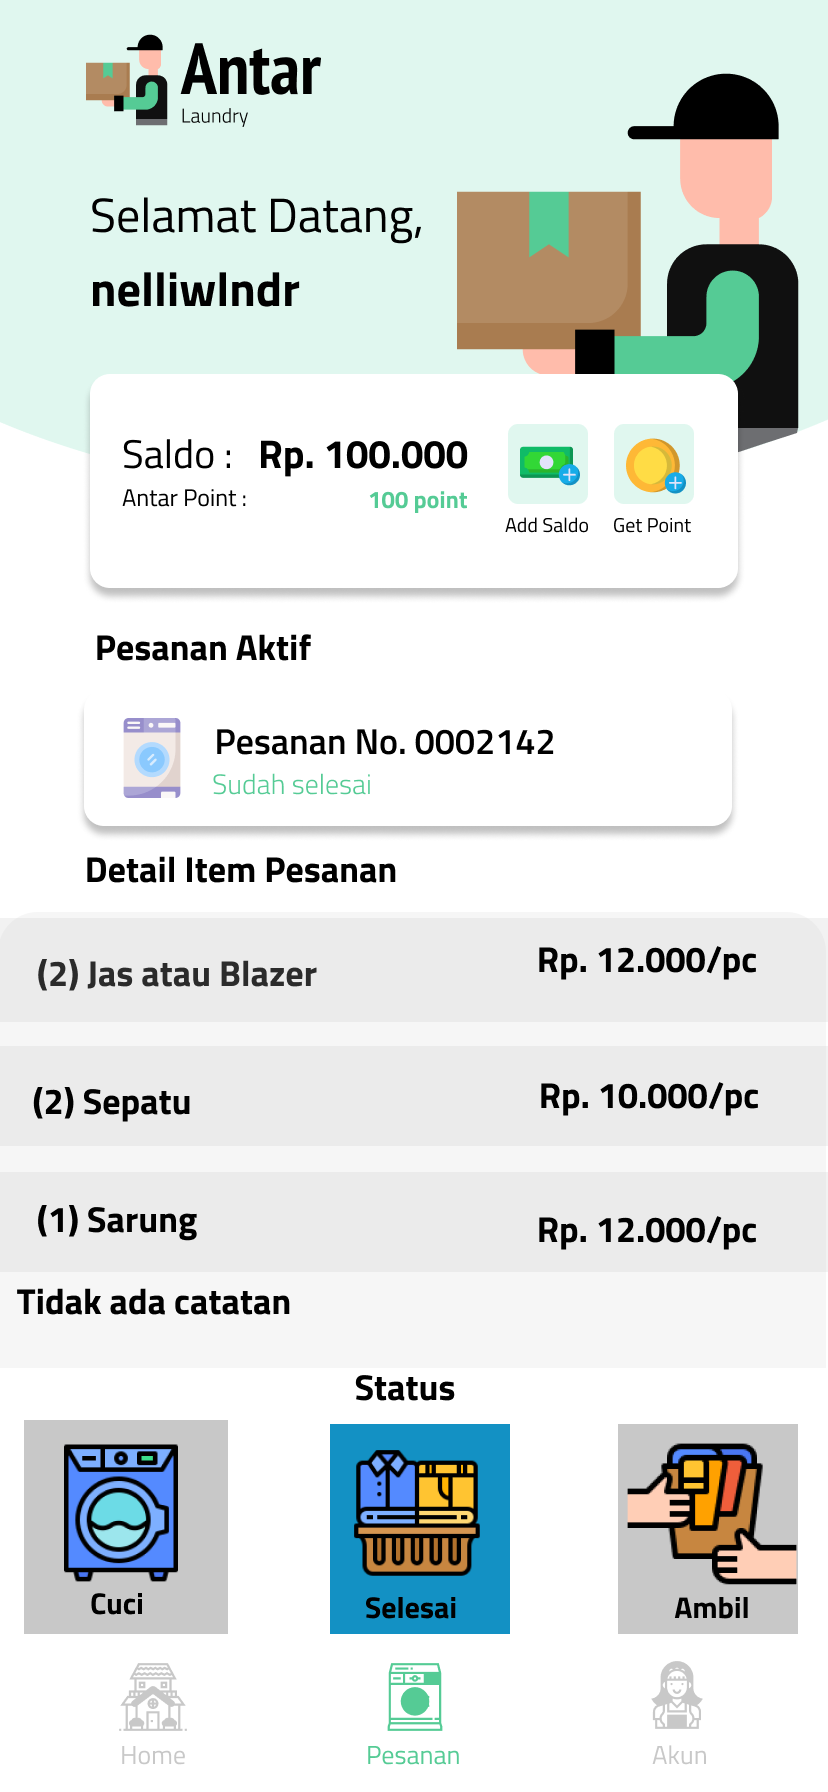 Antar
Laundry
Selamat Datang,
nelliwlndr
Saldo : Rp. 100.000
Antar Point : 100 point
Add Saldo Get Point
Pesanan Aktif
Pesanan No. 0002142
Sudah selesai
Detail Item Pesanan
(2) Jas atau Blazer Rp. 12.000/pc
(2) Sepatu Rp. 10.000/pc
(1) Sarung Rp. 12.000/pc
Tidak ada catatan
Status
Cuci Selesai Ambil
Home Pesanan Akun